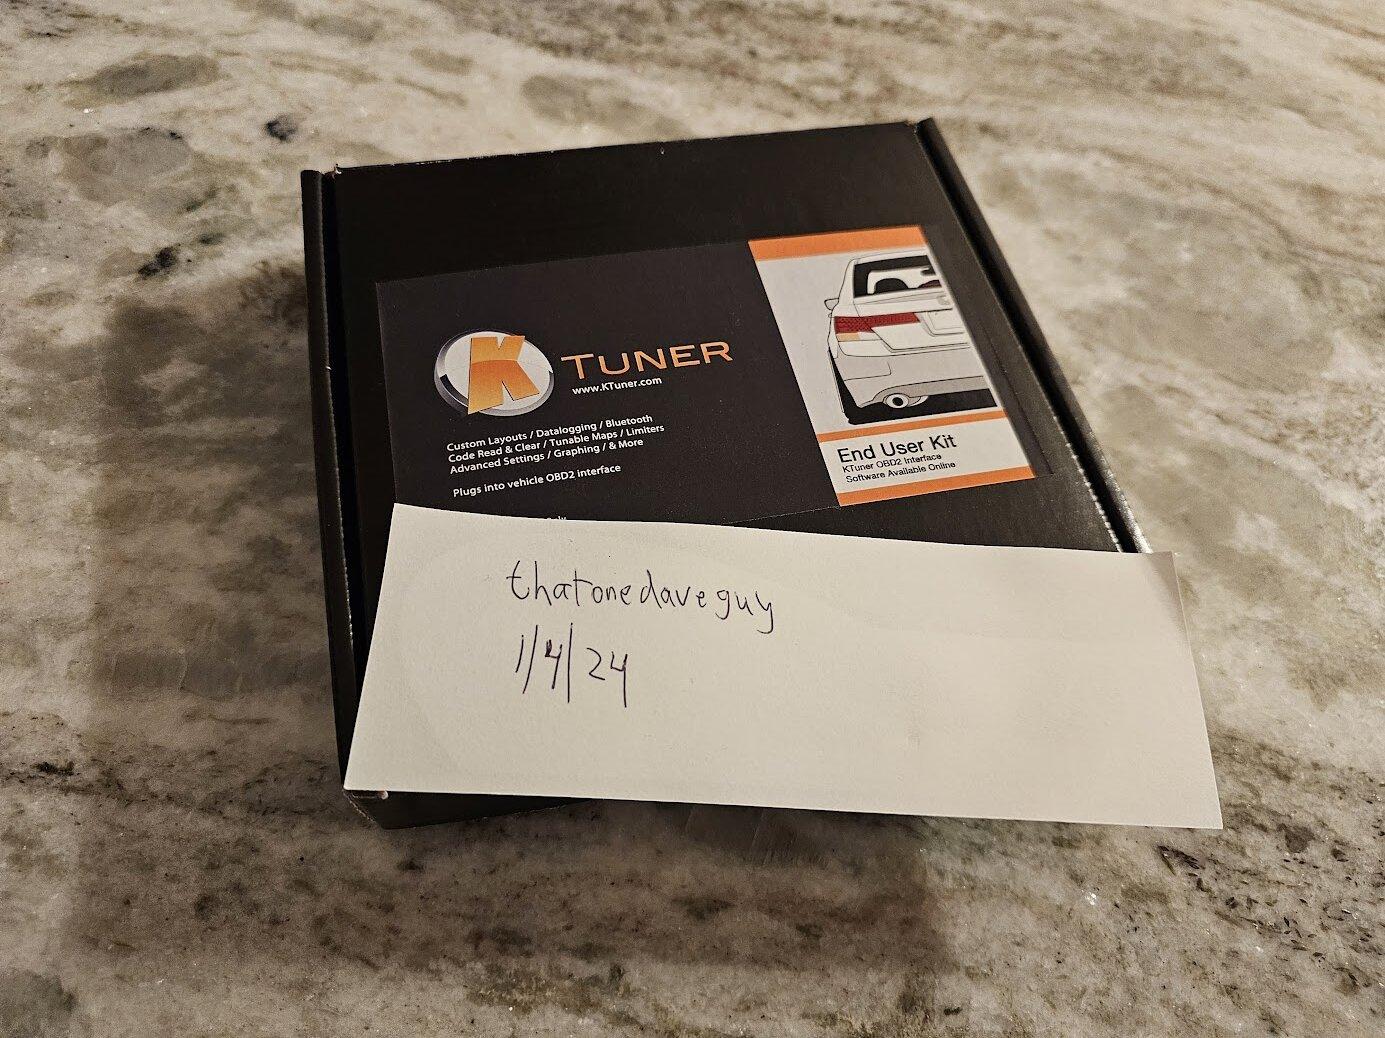 K TUNER
www.KTuner.com
Custom Layouts / Datalogging / Bluetooth
Code Read & Clear / Tunable Maps / Limiters
Advanced Settings / Graphing / & More
Plugs into vehicle OBD2 interface
End User Kit
KTuner OBD2 Interface
Software Available Online
thatonedaveguy
1/4/24